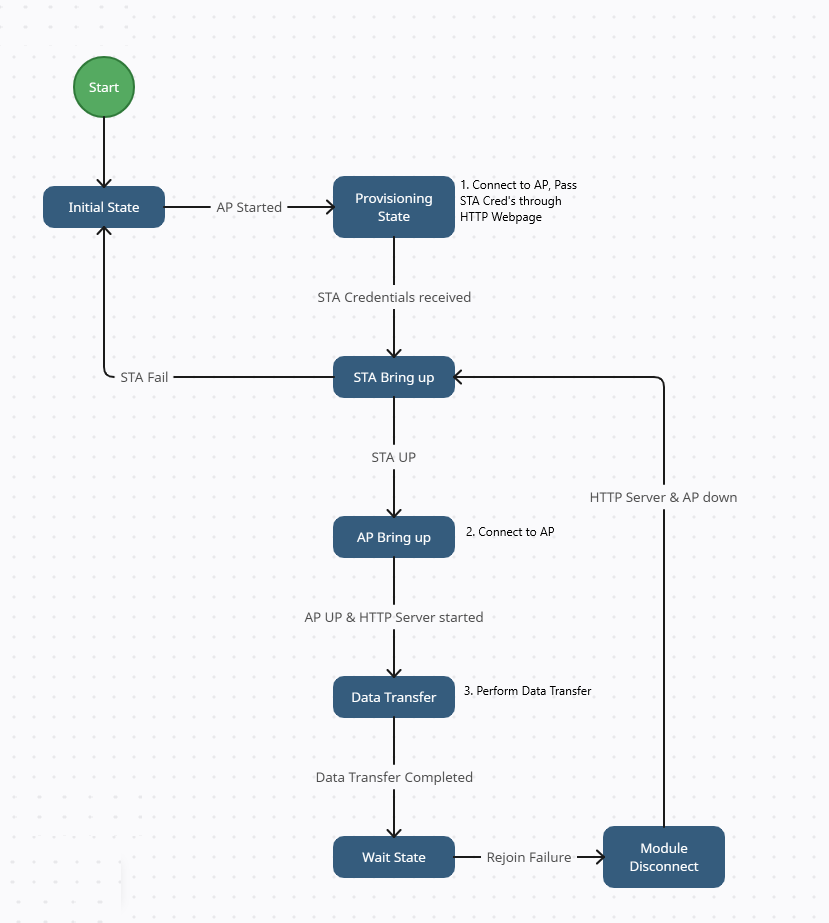 Start
Initial State
AP Started
Provisioning
State
1. Connect to AP, Pass
STA Cred's through
HTTP Webpage
STA Credentials received
STA Fail
STA Bring up
STA UP
HTTP Server & AP down
AP Bring up
2. Connect to AP
AP UP & HTTP Server started
Data Transfer
3. Perform Data Transfer
Data Transfer Completed
Wait State
Rejoin Failure
Module
Disconnect